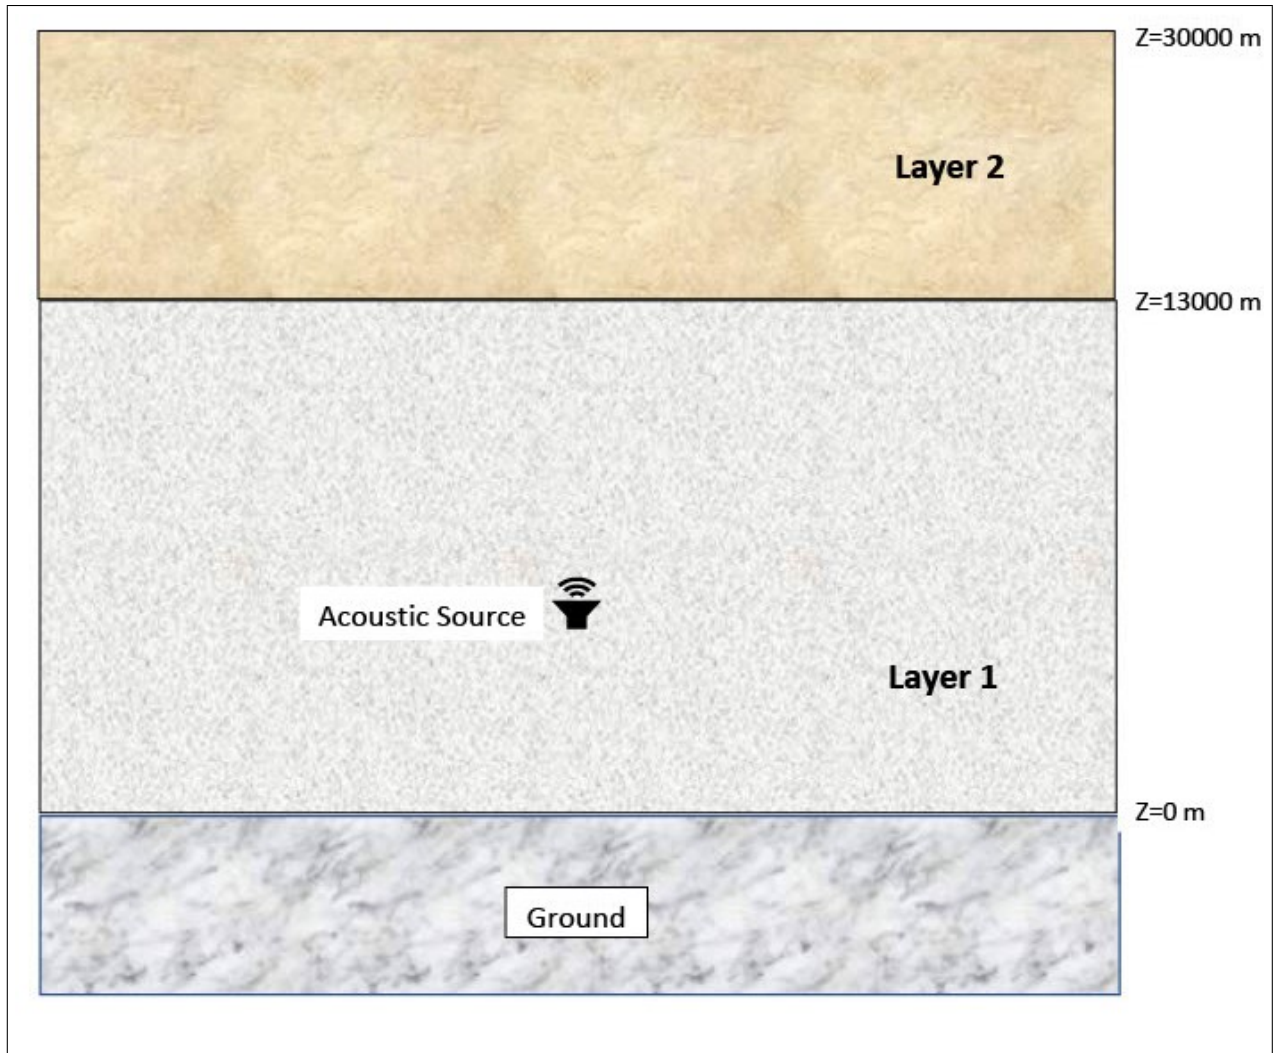 Z=30000 m
Layer 2
Z=13000 m
Acoustic Source
Layer 1
Z=0 m
Ground